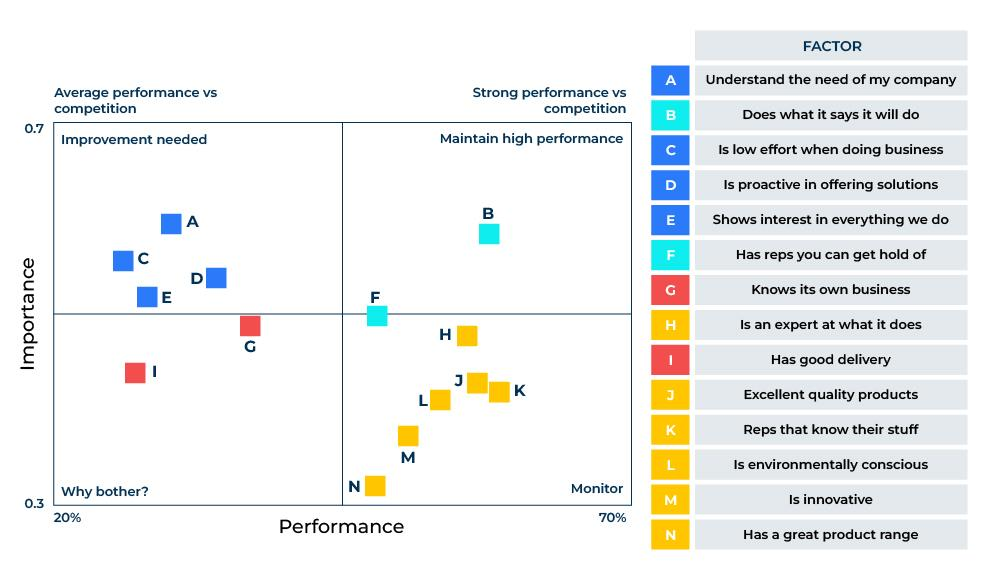 FACTOR
Average performance vs
competition
Strong performance vs
competition
0.7
Improvement needed
Maintain high performance
A
B
C
D
E
F
G
H
I
J
K
L
M
N
Importance
Why bother?
Monitor
0.3
20%
Performance
70%
A Understand the need of my company
B Does what it says it will do
C Is low effort when doing business
D Is proactive in offering solutions
E Shows interest in everything we do
F Has reps you can get hold of
G Knows its own business
H Is an expert at what it does
I Has good delivery
J Excellent quality products
K Reps that know their stuff
L Is environmentally conscious
M Is innovative
N Has a great product range